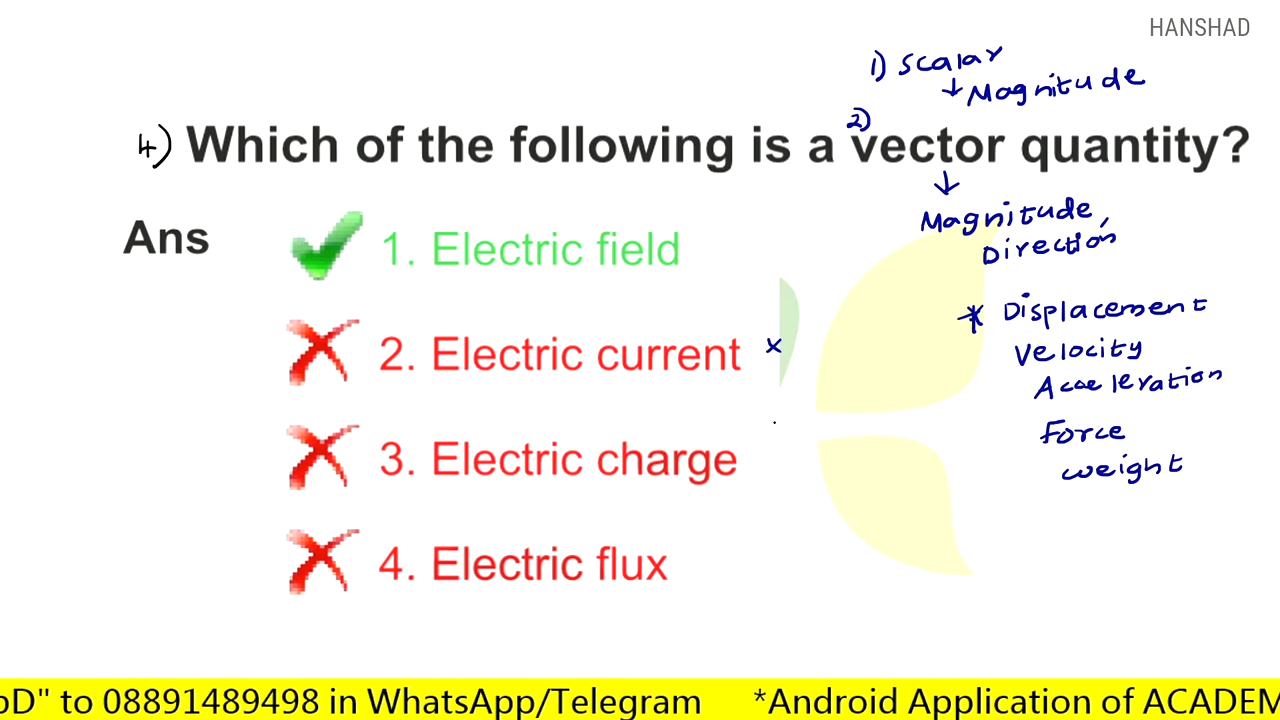 HANSHAD
1) Scalar
↓ Magnitude
2)
4) Which of the following is a vector quantity?
↓
Magnitude,
Direction
Ans
1. Electric field
* Displacement
Velocity
2. Electric current ×
Acceleration
Force
3. Electric charge
weight
4. Electric flux
bD" to 08891489498 in WhatsApp/Telegram *Android Application of ACADEM